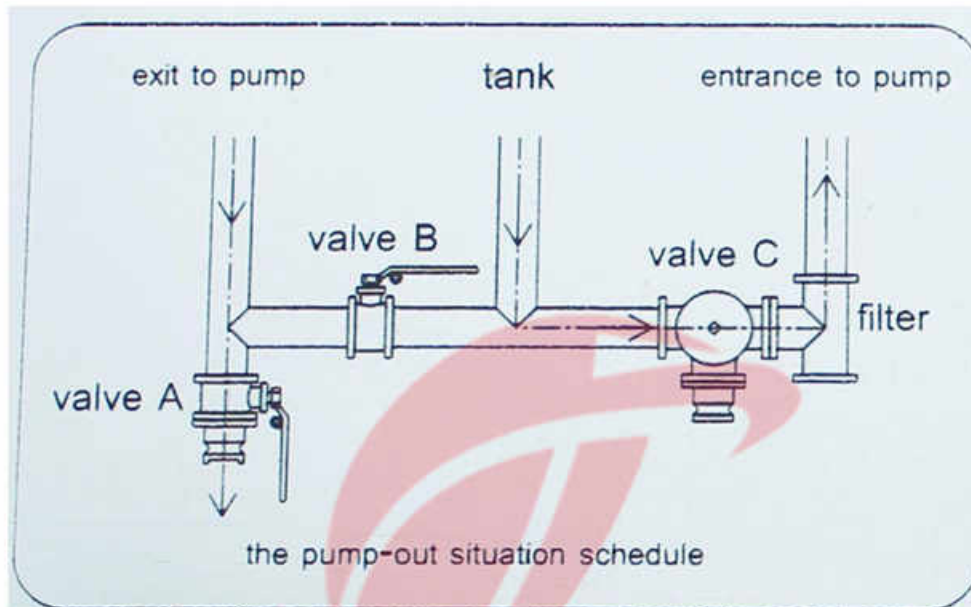 exit to pump
tank
entrance to pump
valve B
valve C
filter
valve A
the pump-out situation schedule